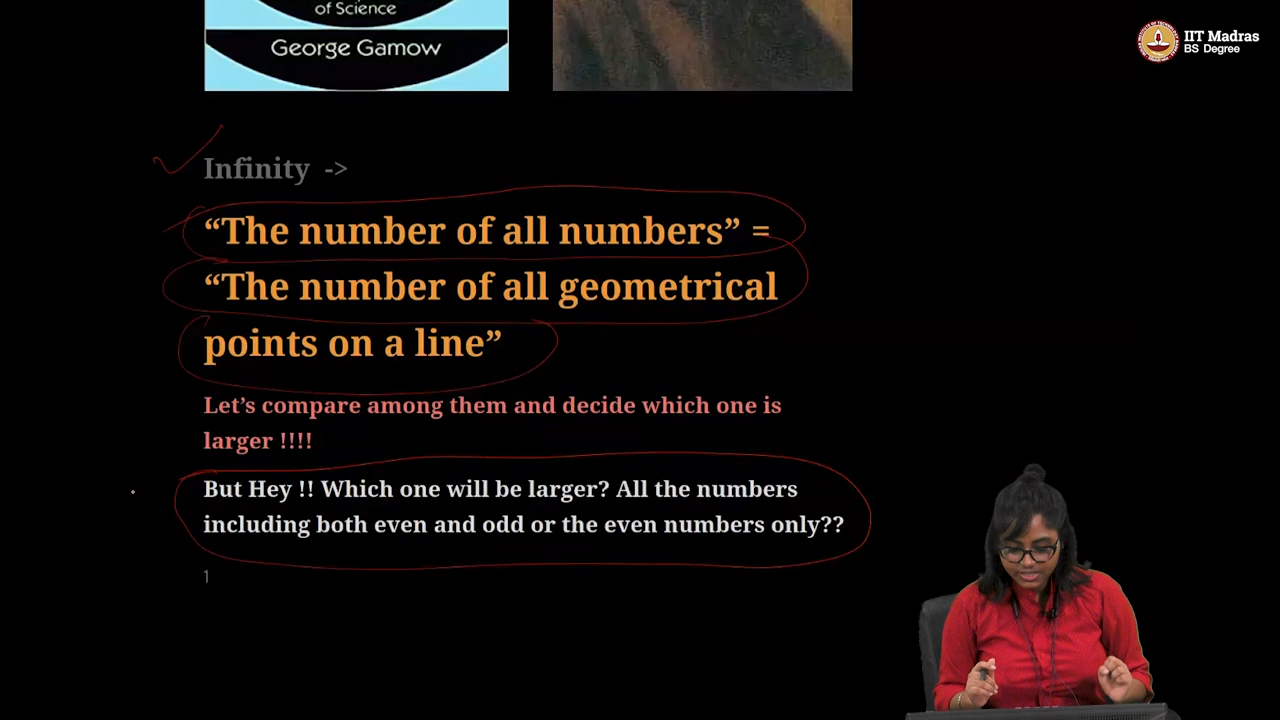 of Science
George Gamow
IIT Madras
BS Degree
Infinity ->
“The number of all numbers” =
“The number of all geometrical
points on a line”
Let’s compare among them and decide which one is
larger !!!!
But Hey !! Which one will be larger? All the numbers
including both even and odd or the even numbers only??
1